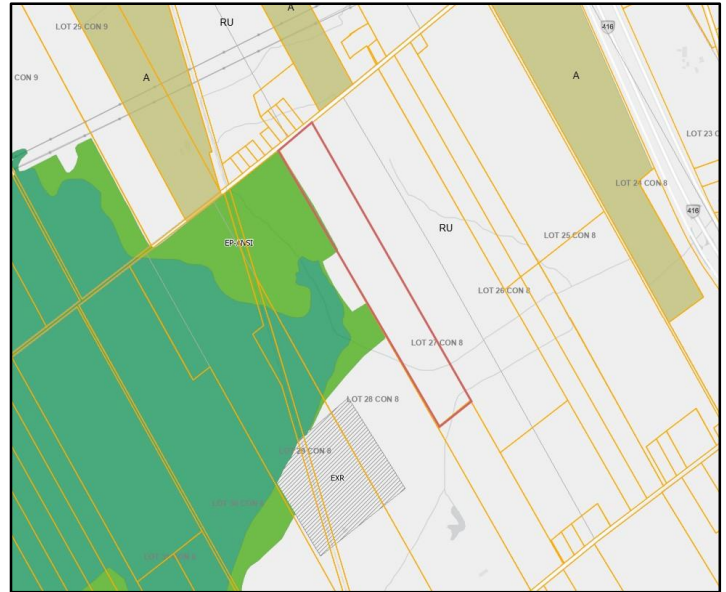 A
RU
LOT 29 CON 9
416
CON 9
A
A
LOT 23 C
LOT 24 CON 8
416
RU
LOT 25 CON 8
EP-ANSI
LOT 26 CON 8
LOT 27 CON 8
LOT 28 CON 8
LOT 29 CON 8
EXR